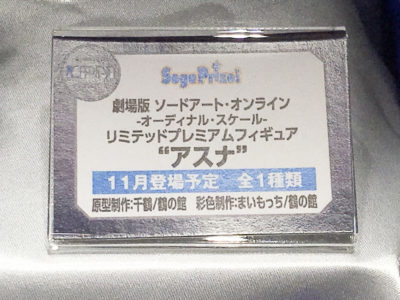 Sega Prize!
劇場版 ソードアート・オンライン
-オーディナル・スケール-
リミテッドプレミアムフィギュア
“アスナ”
11月登場予定 全1種類
原型制作:千鶴/鶴の館 彩色制作:まいもっち/鶴の館